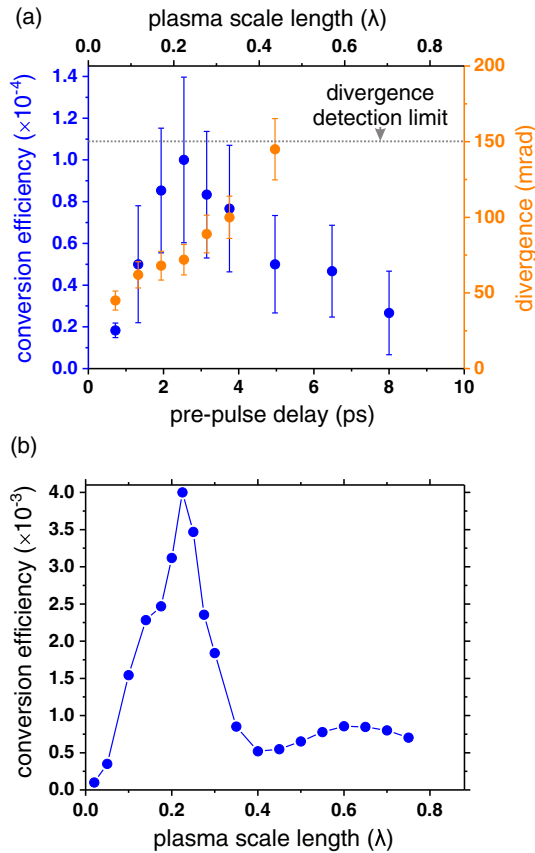 (a)
plasma scale length (λ)
0.0 0.2 0.4 0.6 0.8
conversion efficiency (×10⁻⁴)
1.4
1.2
1.0
0.8
0.6
0.4
0.2
0.0
divergence
detection limit
200
150
100
50
0
divergence (mrad)
0 2 4 6 8 10
pre-pulse delay (ps)
(b)
conversion efficiency (×10⁻³)
4.0
3.5
3.0
2.5
2.0
1.5
1.0
0.5
0.0
0.0 0.2 0.4 0.6 0.8
plasma scale length (λ)